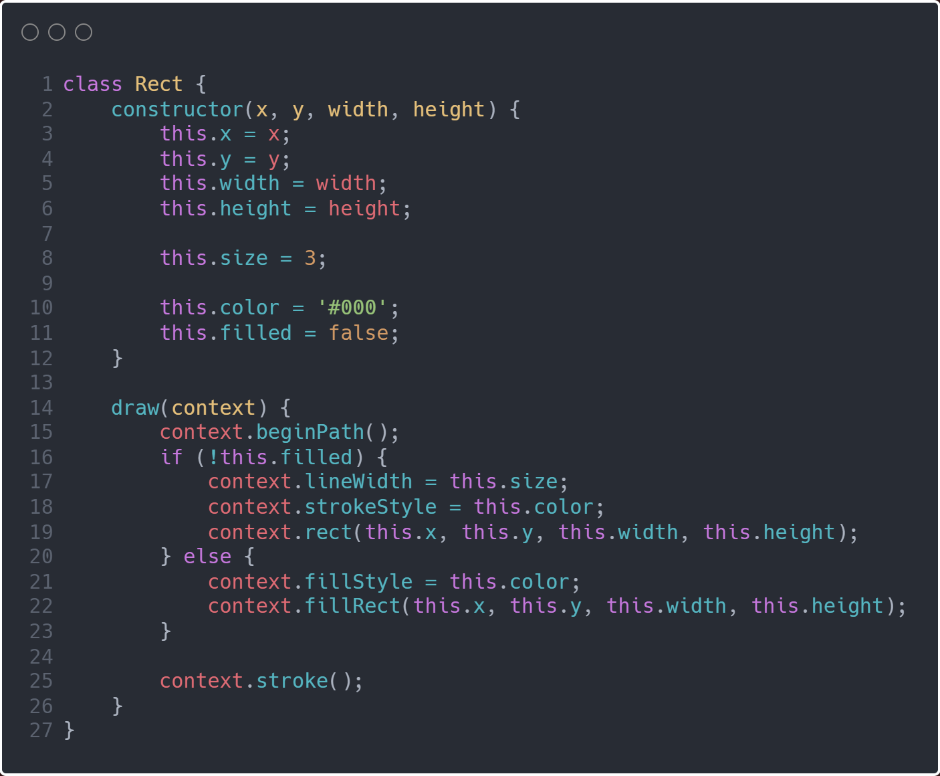 1 class Rect {
2     constructor(x, y, width, height) {
3         this.x = x;
4         this.y = y;
5         this.width = width;
6         this.height = height;
7
8         this.size = 3;
9
10         this.color = '#000';
11         this.filled = false;
12     }
13
14     draw(context) {
15         context.beginPath();
16         if (!this.filled) {
17             context.lineWidth = this.size;
18             context.strokeStyle = this.color;
19             context.rect(this.x, this.y, this.width, this.height);
20         } else {
21             context.fillStyle = this.color;
22             context.fillRect(this.x, this.y, this.width, this.height);
23         }
24
25         context.stroke();
26     }
27 }